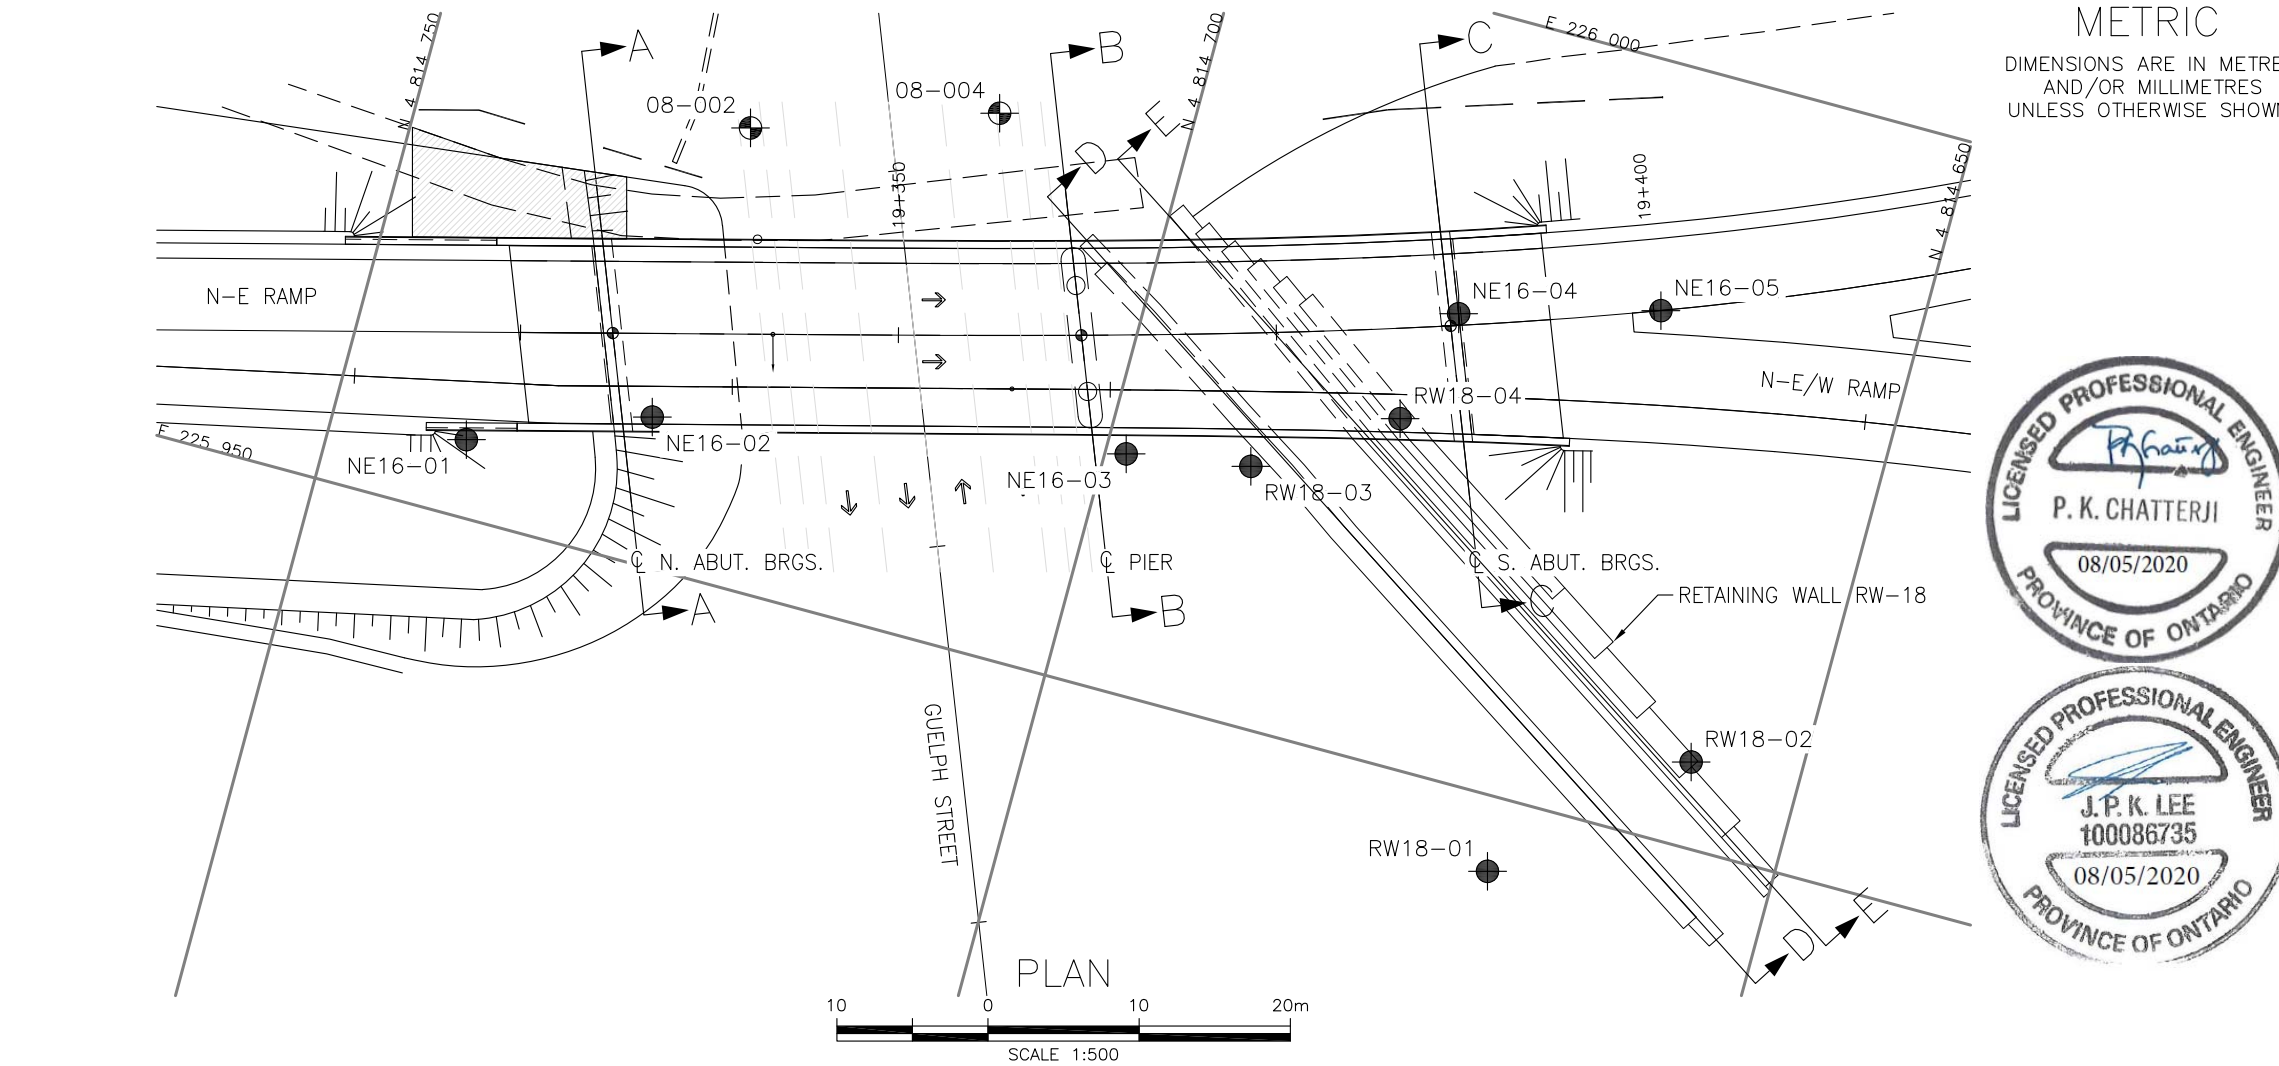 METRIC
DIMENSIONS ARE IN METRE
AND/OR MILLIMETRES
UNLESS OTHERWISE SHOWN
N 4 814 750
A
B
N 4 814 700
C
E 226 000
08-002
08-004
E
D
19+350
19+400
N 4 814 650
N-E RAMP
NE16-04
NE16-05
N-E/W RAMP
RW18-04
E 225 950
NE16-01
NE16-02
NE16-03
RW18-03
℄ N. ABUT. BRGS.
℄ PIER
℄ S. ABUT. BRGS.
A
B
C
RETAINING WALL RW-18
GUELPH STREET
RW18-02
RW18-01
E
D
PLAN
10 0 10 20m
SCALE 1:500
LICENSED PROFESSIONAL ENGINEER
P. K. CHATTERJI
08/05/2020
PROVINCE OF ONTARIO
LICENSED PROFESSIONAL ENGINEER
J. P. K. LEE
100086735
08/05/2020
PROVINCE OF ONTARIO